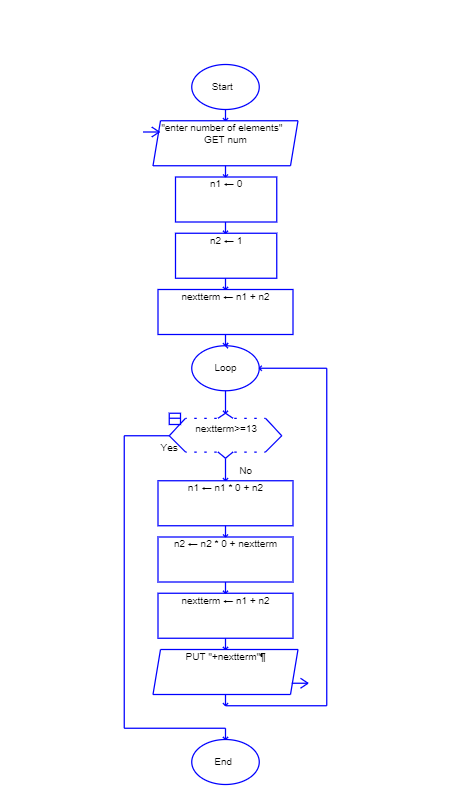 Start
"enter number of elements"
GET num
n1 ← 0
n2 ← 1
nextterm ← n1 + n2
Loop
nextterm>=13
Yes
No
n1 ← n1 * 0 + n2
n2 ← n2 * 0 + nextterm
nextterm ← n1 + n2
PUT "+nextterm"¶
End